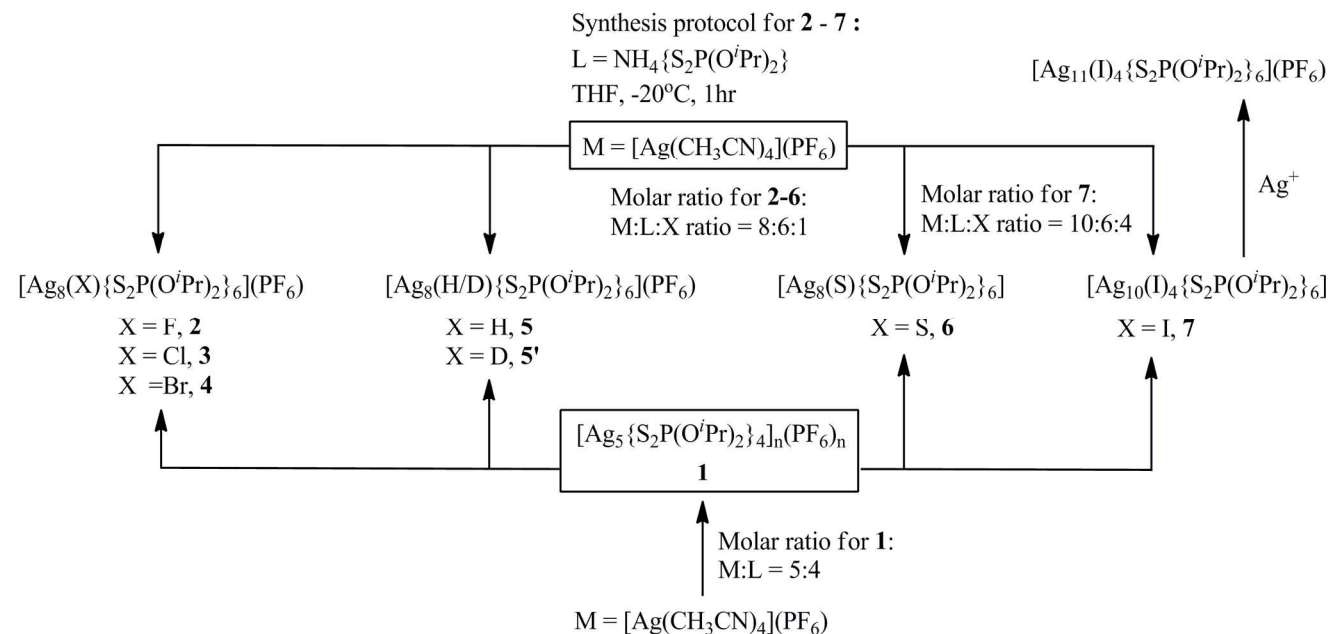 Synthesis protocol for 2 - 7 :
L = NH₄{S₂P(OⁱPr)₂}
THF, -20°C, 1hr
[Ag₁₁(I)₄{S₂P(OⁱPr)₂}₆](PF₆)
M = [Ag(CH₃CN)₄](PF₆)
Ag⁺
Molar ratio for 2-6:
M:L:X ratio = 8:6:1
Molar ratio for 7:
M:L:X ratio = 10:6:4
[Ag₈(X){S₂P(OⁱPr)₂}₆](PF₆)
X = F, 2
X = Cl, 3
X =Br, 4
[Ag₈(H/D){S₂P(OⁱPr)₂}₆](PF₆)
X = H, 5
X = D, 5'
[Ag₈(S){S₂P(OⁱPr)₂}₆]
X = S, 6
[Ag₁₀(I)₄{S₂P(OⁱPr)₂}₆]
X = I, 7
[Ag₅{S₂P(OⁱPr)₂}₄]ₙ(PF₆)ₙ
1
Molar ratio for 1:
M:L = 5:4
M = [Ag(CH₃CN)₄](PF₆)